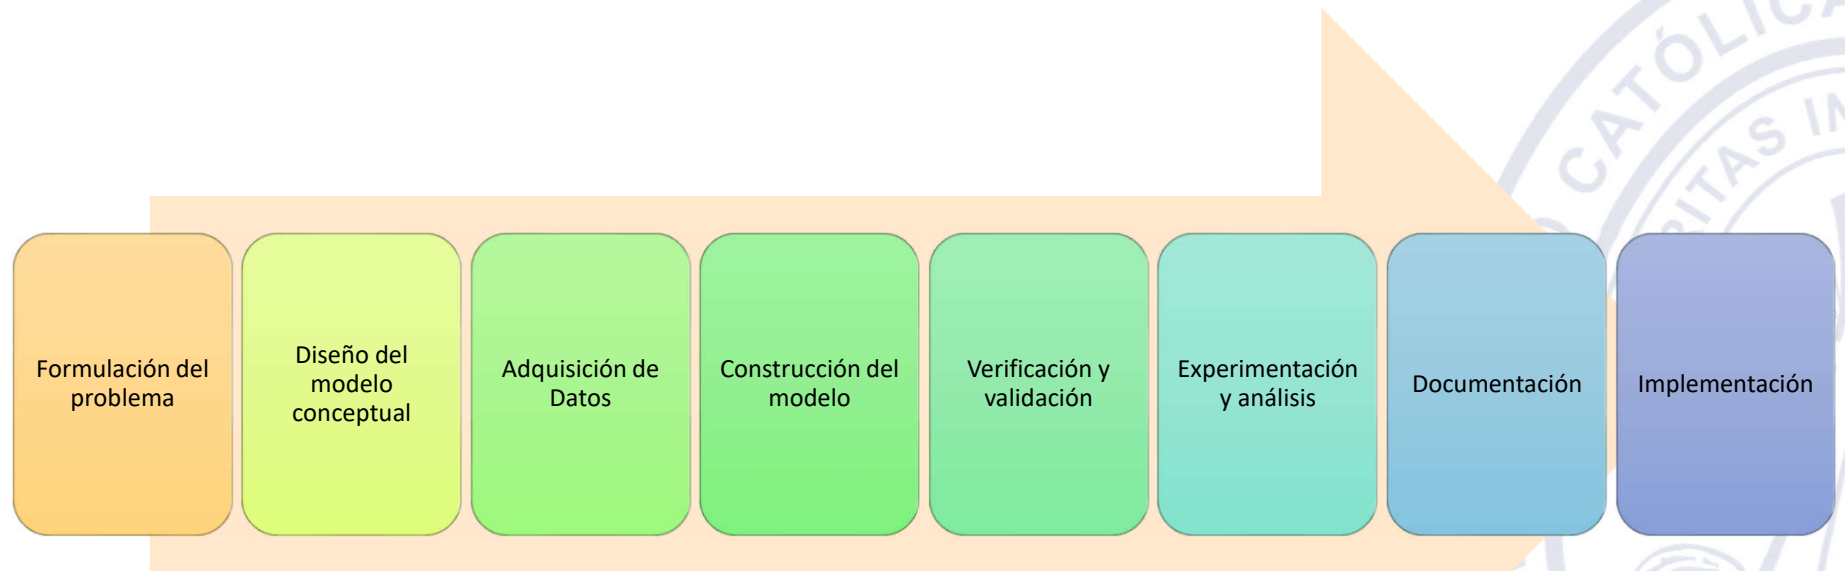 Formulación del
problema
Diseño del
modelo
conceptual
Adquisición de
Datos
Construcción del
modelo
Verificación y
validación
Experimentación
y análisis
Documentación
Implementación